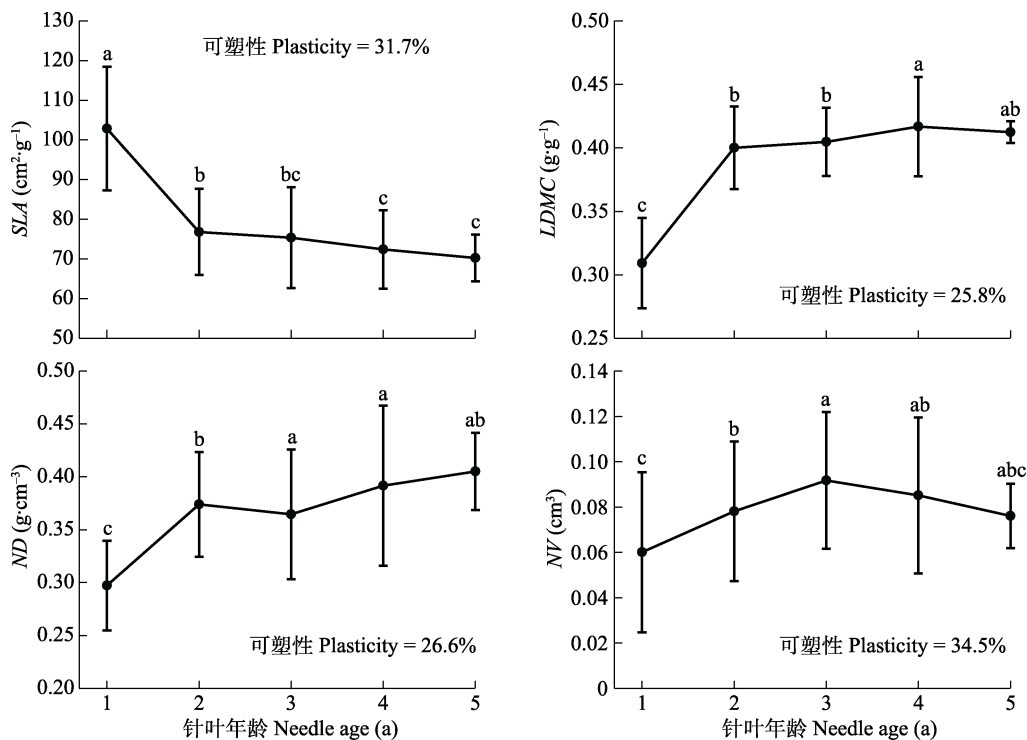 130
120
110
100
90
80
70
60
50
SLA (cm²·g⁻¹)
可塑性 Plasticity = 31.7%
a
b
bc
c
c
0.50
0.45
0.40
0.35
0.30
0.25
LDMC (g·g⁻¹)
c
b
b
a
ab
可塑性 Plasticity = 25.8%
0.50
0.45
0.40
0.35
0.30
0.25
0.20
ND (g·cm⁻³)
c
b
a
a
ab
可塑性 Plasticity = 26.6%
1 2 3 4 5
针叶年龄 Needle age (a)
0.14
0.12
0.10
0.08
0.06
0.04
0.02
0
NV (cm³)
c
b
a
ab
abc
可塑性 Plasticity = 34.5%
1 2 3 4 5
针叶年龄 Needle age (a)